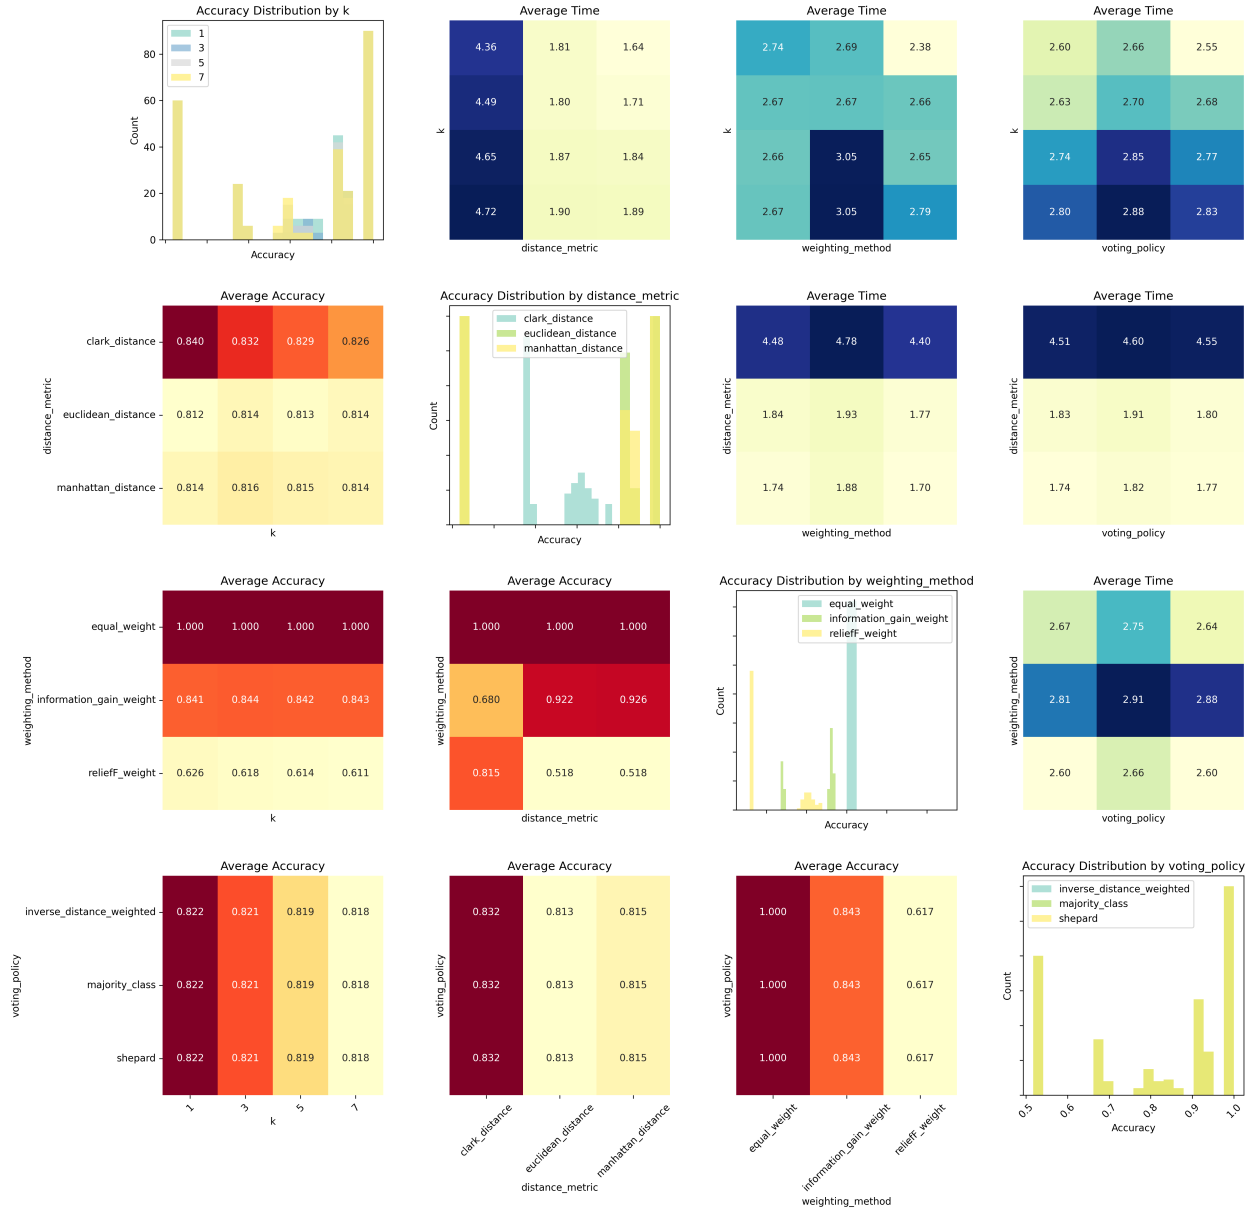 Accuracy Distribution by k
1
3
5
7
80
60
40
20
0
Count
Accuracy
Average Time
4.36 1.81 1.64
4.49 1.80 1.71
4.65 1.87 1.84
4.72 1.90 1.89
k
distance_metric
Average Time
2.74 2.69 2.38
2.67 2.67 2.66
2.66 3.05 2.65
2.67 3.05 2.79
k
weighting_method
Average Time
2.60 2.66 2.55
2.63 2.70 2.68
2.74 2.85 2.77
2.80 2.88 2.83
k
voting_policy
Average Accuracy
clark_distance 0.840 0.832 0.829 0.826
euclidean_distance 0.812 0.814 0.813 0.814
manhattan_distance 0.814 0.816 0.815 0.814
distance_metric
k
Accuracy Distribution by distance_metric
clark_distance
euclidean_distance
manhattan_distance
Count
Accuracy
Average Time
4.48 4.78 4.40
1.84 1.93 1.77
1.74 1.88 1.70
distance_metric
weighting_method
Average Time
4.51 4.60 4.55
1.83 1.91 1.80
1.74 1.82 1.77
distance_metric
voting_policy
Average Accuracy
equal_weight 1.000 1.000 1.000 1.000
information_gain_weight 0.841 0.844 0.842 0.843
reliefF_weight 0.626 0.618 0.614 0.611
weighting_method
k
Average Accuracy
1.000 1.000 1.000
0.680 0.922 0.926
0.815 0.518 0.518
weighting_method
distance_metric
Accuracy Distribution by weighting_method
equal_weight
information_gain_weight
reliefF_weight
Count
Accuracy
Average Time
2.67 2.75 2.64
2.81 2.91 2.88
2.60 2.66 2.60
weighting_method
voting_policy
Average Accuracy
inverse_distance_weighted 0.822 0.821 0.819 0.818
majority_class 0.822 0.821 0.819 0.818
shepard 0.822 0.821 0.819 0.818
voting_policy
1 3 5 7
k
Average Accuracy
0.832 0.813 0.815
0.832 0.813 0.815
0.832 0.813 0.815
voting_policy
clark_distance euclidean_distance manhattan_distance
distance_metric
Average Accuracy
1.000 0.843 0.617
1.000 0.843 0.617
1.000 0.843 0.617
voting_policy
equal_weight information_gain_weight reliefF_weight
weighting_method
Accuracy Distribution by voting_policy
inverse_distance_weighted
majority_class
shepard
Count
0.5 0.6 0.7 0.8 0.9 1.0
Accuracy